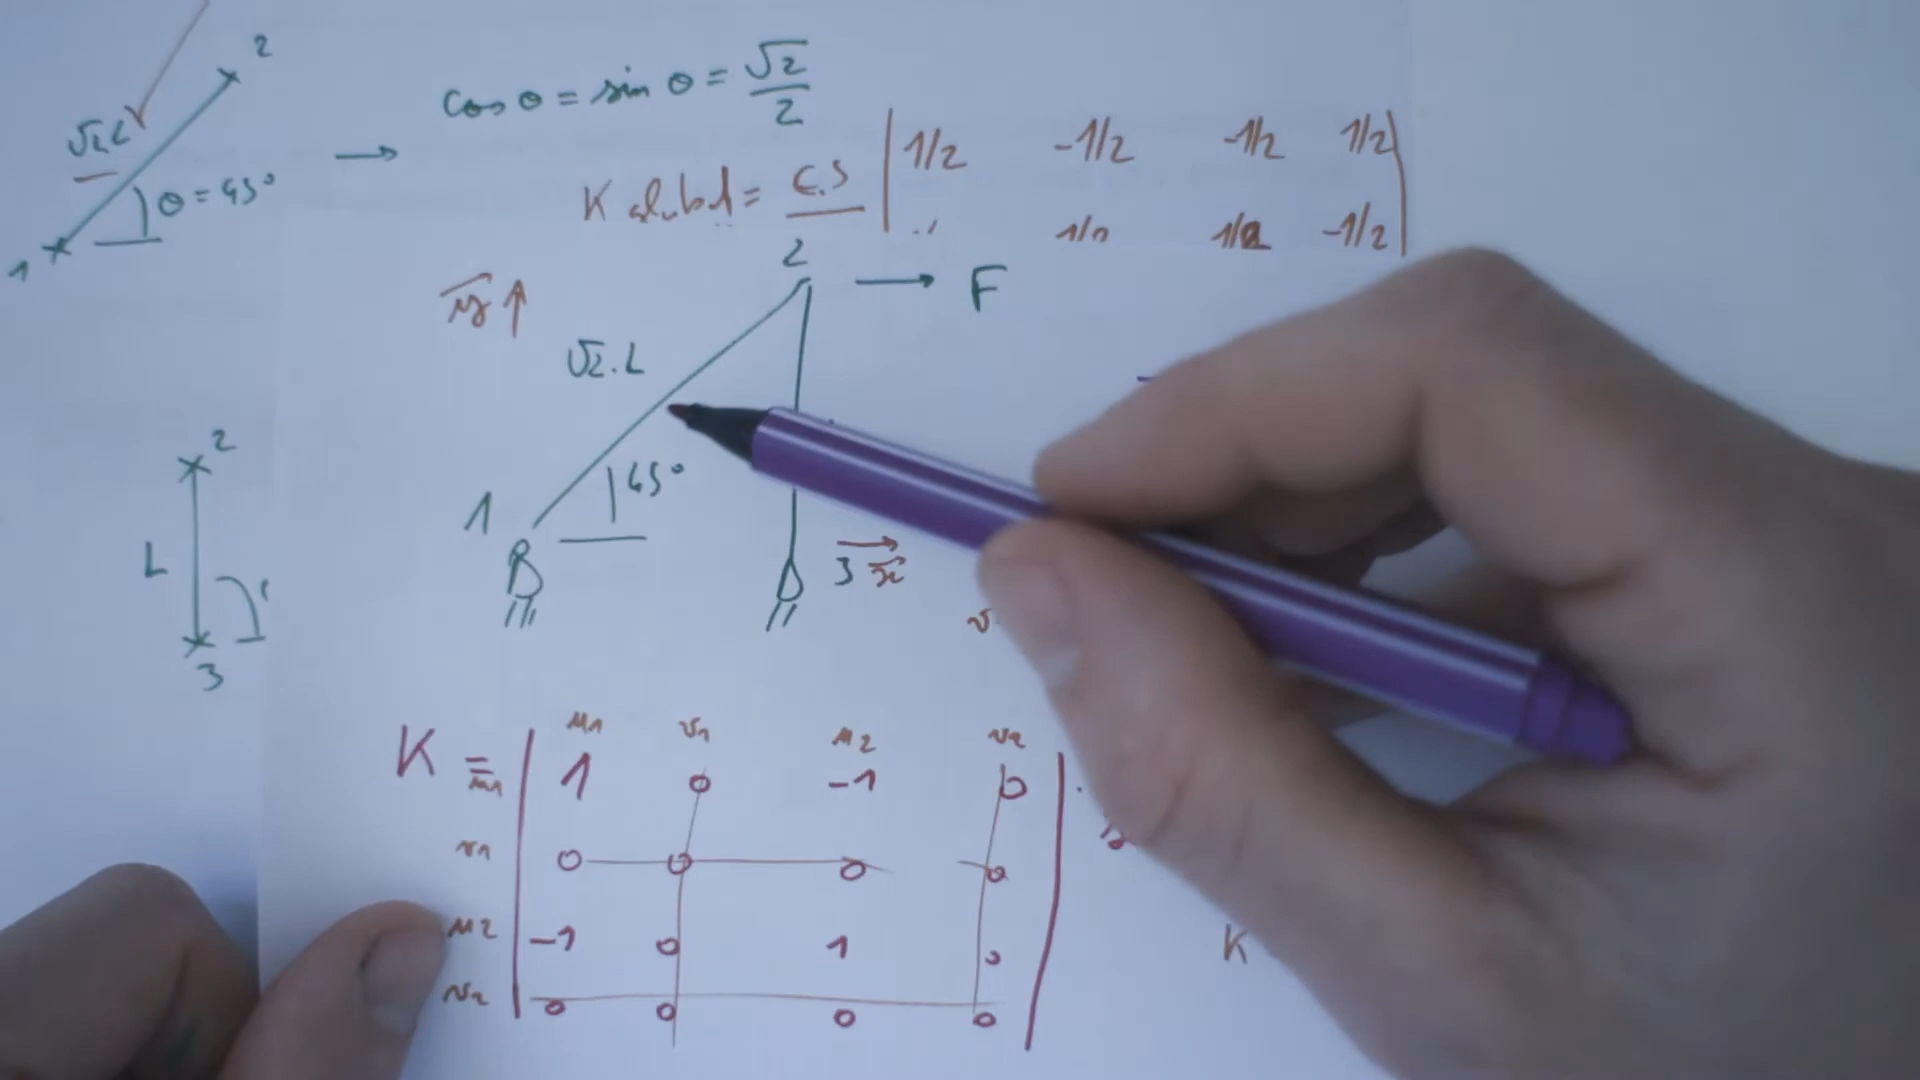 2
√2 L
θ = 45°
1
cos θ = sin θ = √2/2
K global = E.S | 1/2 -1/2 -1/2 1/2 |
1/2 1/2 -1/2
y
2
F
√2 . L
45°
1
3 x
2
L
3
v
u1 v1 u2 v2
K =
u1 1 0 -1 0
v1 0 0 0 0
u2 -1 0 1 0
v2 0 0 0 0
K